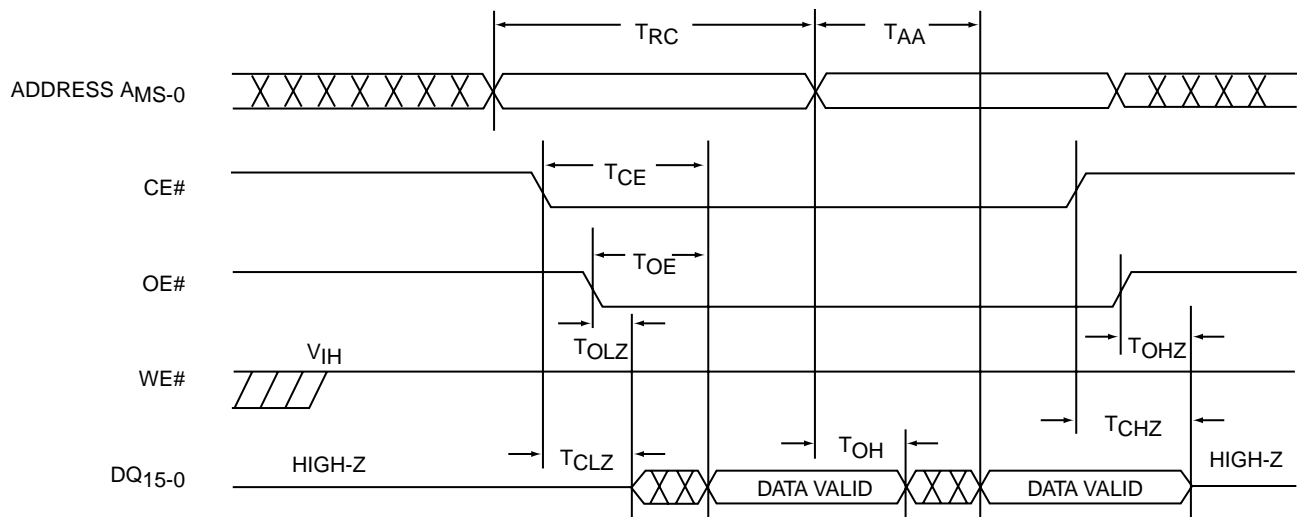 TRC
TAA
ADDRESS AMS-0
TCE
CE#
TOE
OE#
TOLZ
TOHZ
VIH
WE#
TCHZ
TOH
TCLZ
HIGH-Z
HIGH-Z
DQ15-0
DATA VALID
DATA VALID